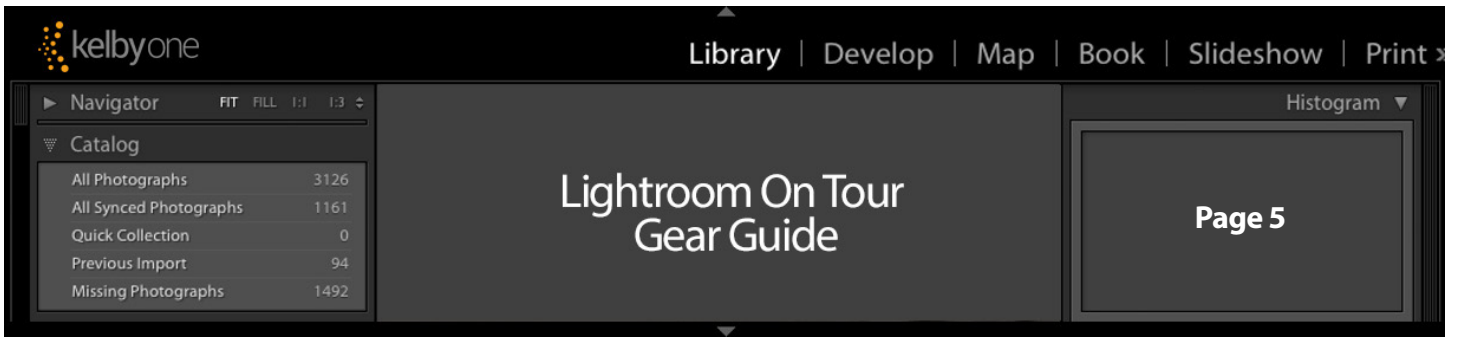 kelbyone
Library | Develop | Map | Book | Slideshow | Print »
Navigator FIT FILL 1:1 1:3
Histogram
Catalog
All Photographs 3126
All Synced Photographs 1161
Quick Collection 0
Previous Import 94
Missing Photographs 1492
Lightroom On Tour
Gear Guide
Page 5